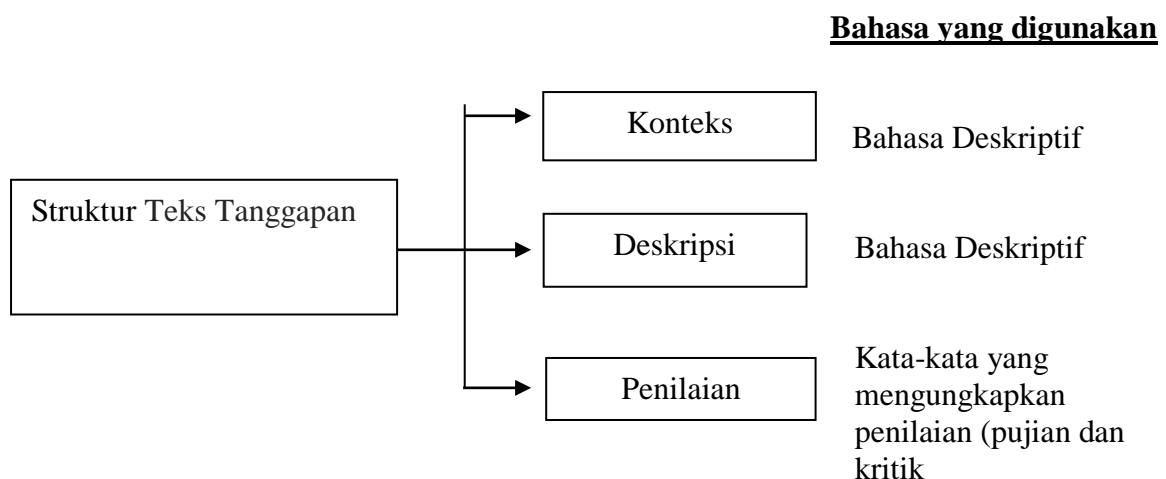 Bahasa yang digunakan
Konteks
Bahasa Deskriptif
Struktur Teks Tanggapan
Deskripsi
Bahasa Deskriptif
Penilaian
Kata-kata yang
mengungkapkan
penilaian (pujian dan
kritik